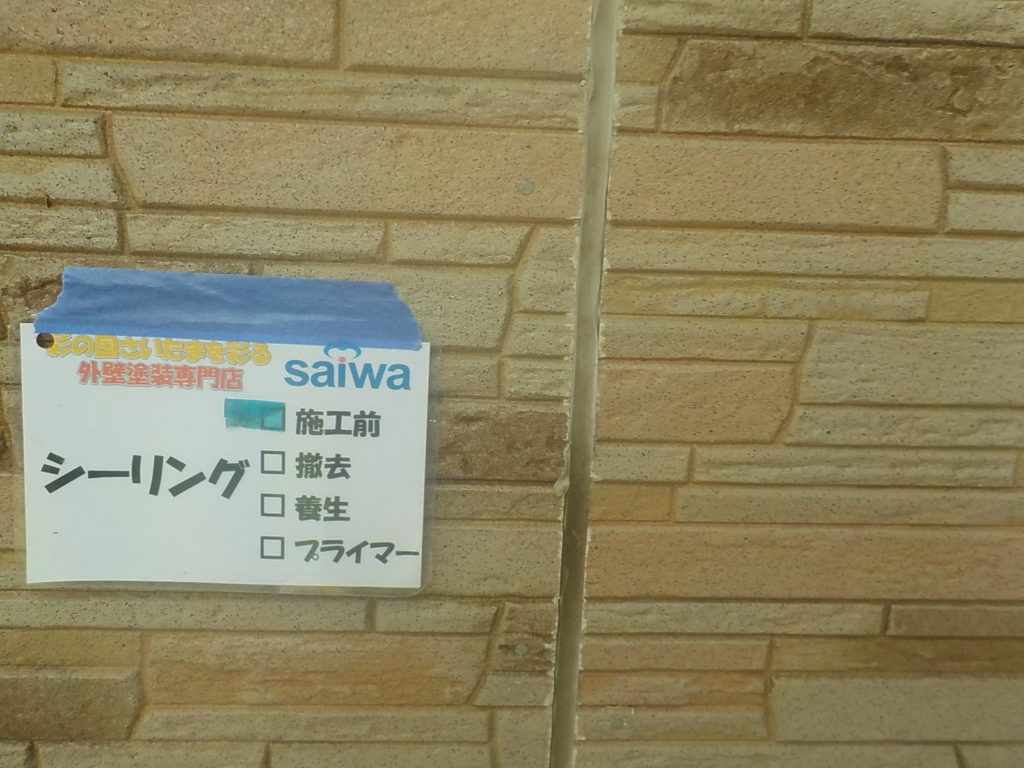 彩の国さいたまを彩る
外壁塗装専門店
saiwa
シーリング
□ 施工前
□ 撤去
□ 養生
□ プライマー